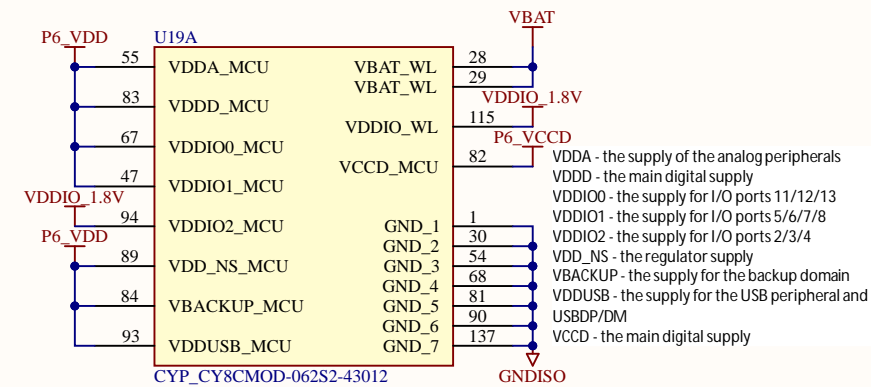 VBAT
P6_VDD
U19A
55 VDDA_MCU VBAT_WL 28
VBAT_WL 29
83 VDDD_MCU VDDIO_1.8V
VDDIO_WL 115
67 VDDIO0_MCU P6_VCCD
VCCD_MCU 82
47 VDDIO1_MCU
VDDIO_1.8V
94 VDDIO2_MCU GND_1 1
P6_VDD GND_2 30
89 VDD_NS_MCU GND_3 54
GND_4 68
84 VBACKUP_MCU GND_5 81
GND_6 90
93 VDDUSB_MCU GND_7 137
CYP_CY8CMOD-062S2-43012
GNDISO
VDDA - the supply of the analog peripherals
VDDD - the main digital supply
VDDIO0 - the supply for I/O ports 11/12/13
VDDIO1 - the supply for I/O ports 5/6/7/8
VDDIO2 - the supply for I/O ports 2/3/4
VDD_NS - the regulator supply
VBACKUP - the supply for the backup domain
VDDUSB - the supply for the USB peripheral and
USBDP/DM
VCCD - the main digital supply